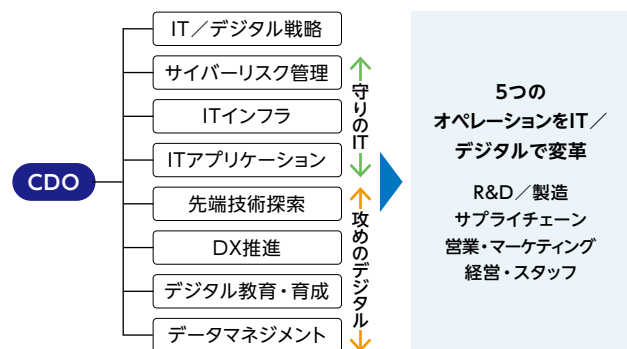 CDO
IT／デジタル戦略
サイバーリスク管理
ITインフラ
ITアプリケーション
先端技術探索
DX推進
デジタル教育・育成
データマネジメント
守りのIT
攻めのデジタル
5つの
オペレーションをIT／
デジタルで変革
R&D／製造
サプライチェーン
営業・マーケティング
経営・スタッフ